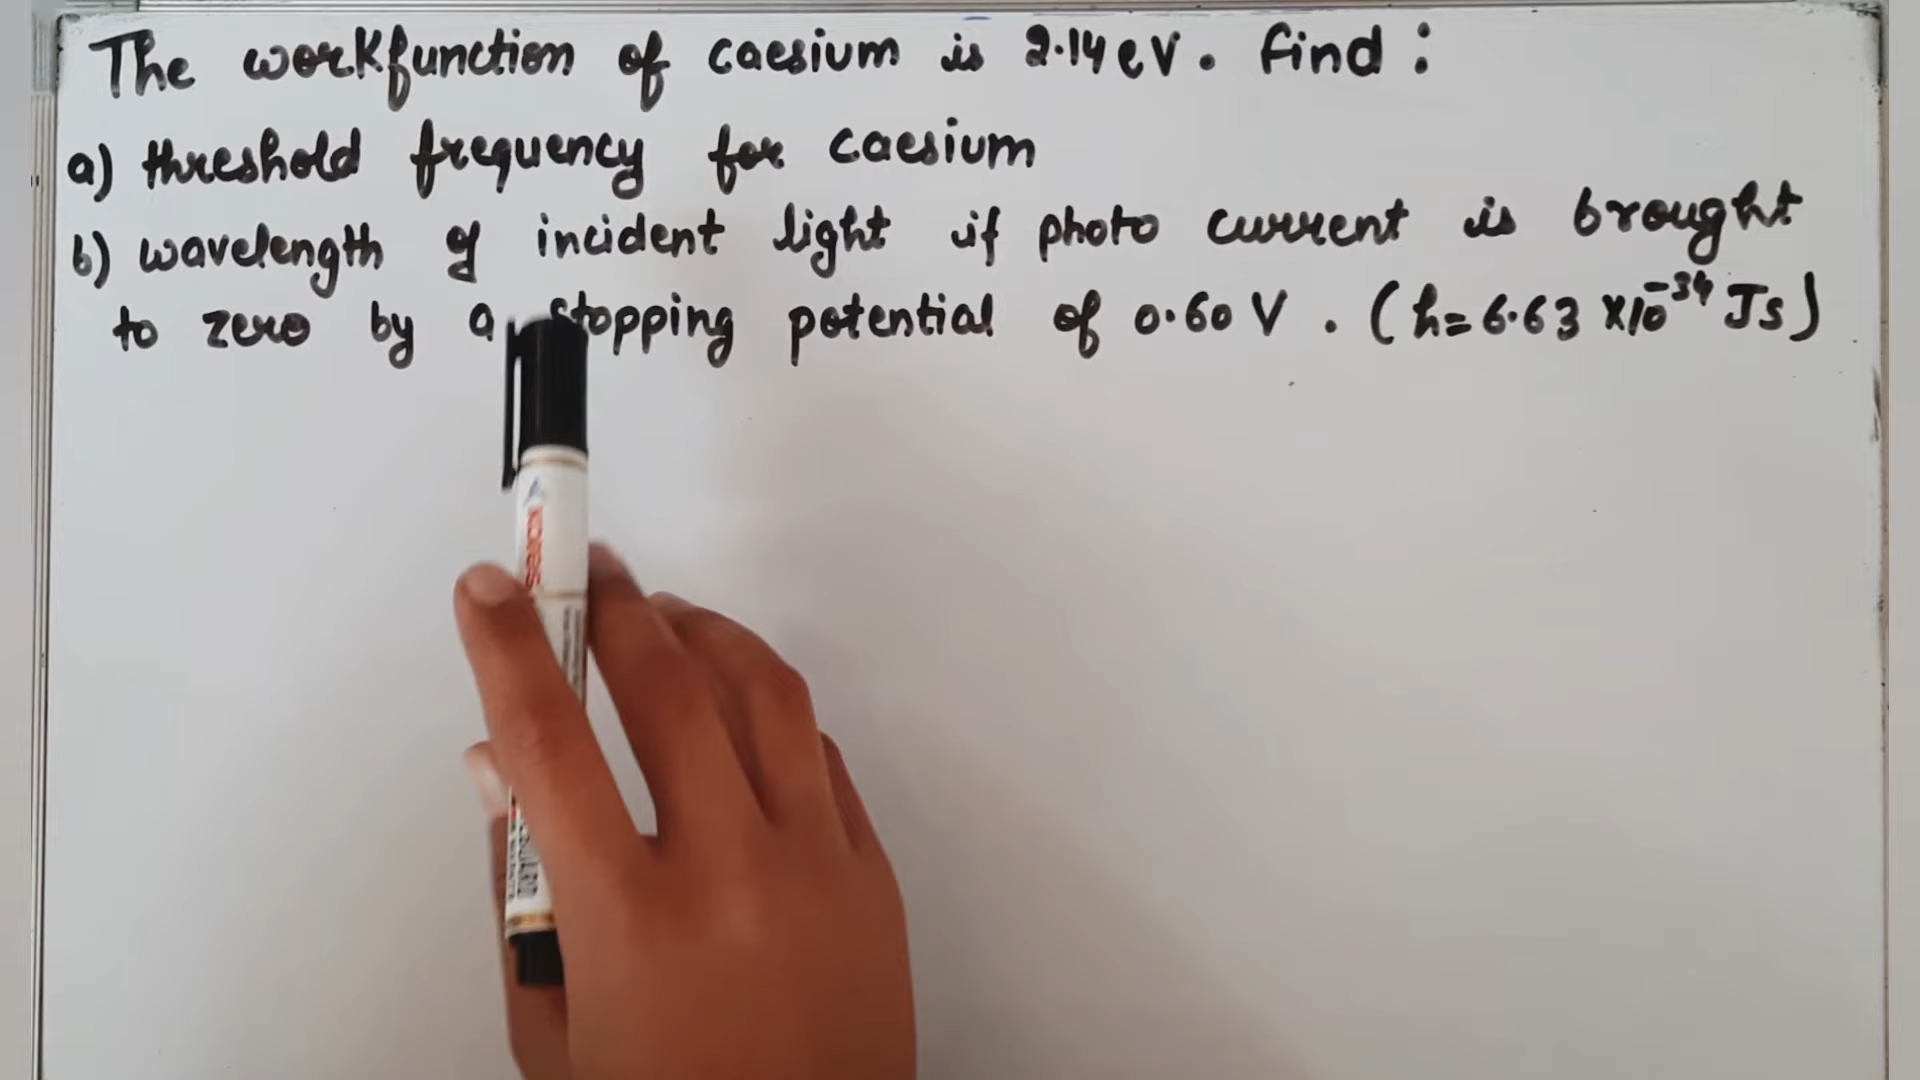 The workfunction of caesium is 2.14 eV. find :
a) threshold frequency for caesium
b) wavelength of incident light if photo current is brought
to zero by a stopping potential of 0.60 V . (h=6.63 ×10⁻³⁴ Js)
KORES